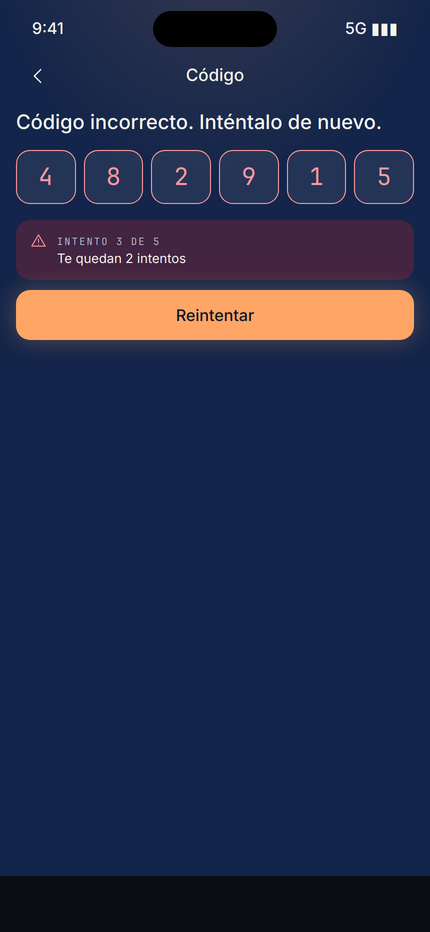 9:41
5G
Código
Código incorrecto. Inténtalo de nuevo.
4 8 2 9 1 5
INTENTO 3 DE 5
Te quedan 2 intentos
Reintentar